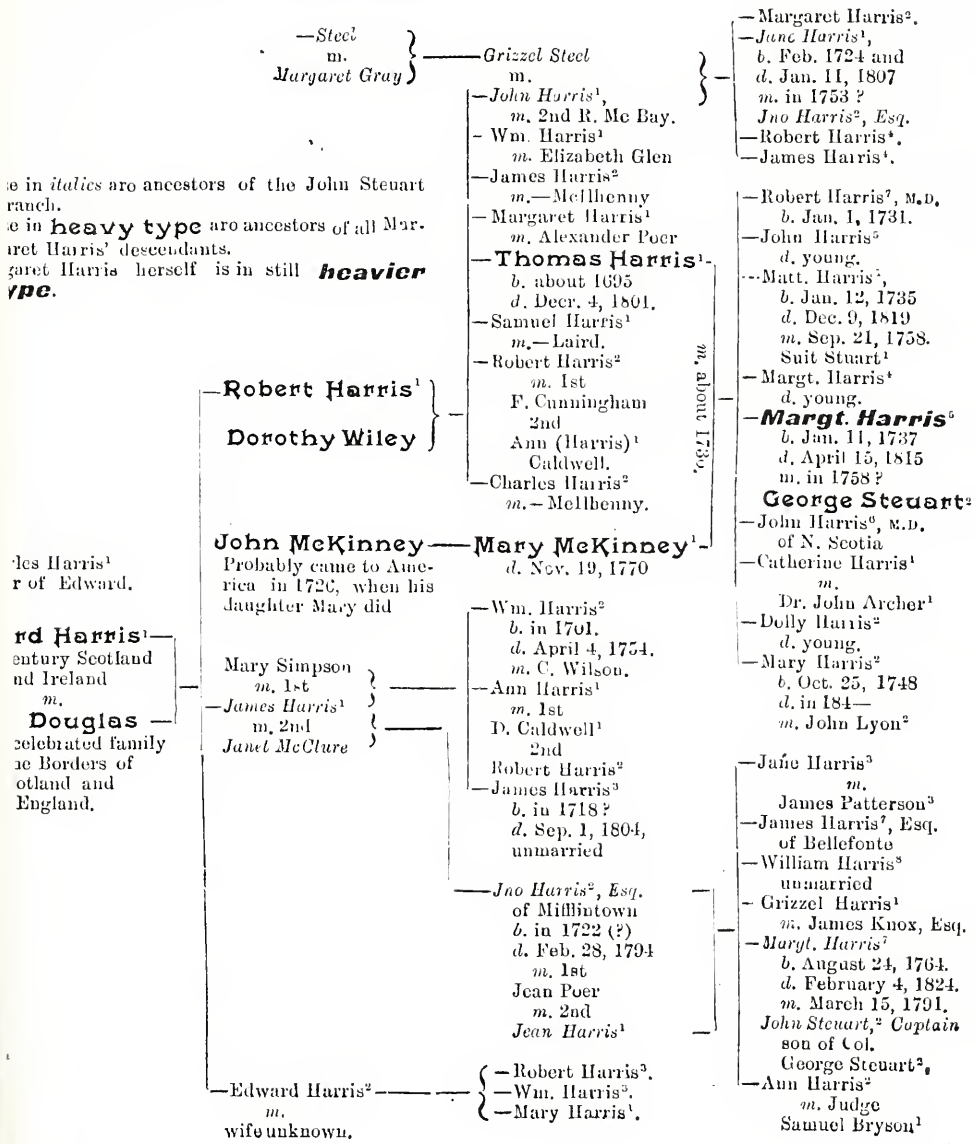 —Steel
m.
Margaret Gray
—Grizzel Steel
m.
—John Harris¹,
m. 2nd R. Mc Bay.
- Wm. Harris¹
m. Elizabeth Glen
—James Harris²
m.—McIlhenny
- Margaret Harris¹
m. Alexander Poer
—Thomas Harris¹-
b. about 1695
d. Decr. 4, 1801.
—Samuel Harris¹
m.—Laird.
—Robert Harris²
m. 1st
F. Cunningham
2nd
Ann (Harris)¹
Caldwell.
—Charles Harris²
m.—McIlhenny.
m. about 1730.
—Margaret Harris².
—Jane Harris¹,
b. Feb. 1724 and
d. Jan. 11, 1807
m. in 1753 ?
Jno Harris², Esq.
—Robert Harris⁴.
—James Harris⁴.
e in italics are ancestors of the John Steuart
ranch.
e in heavy type are ancestors of all Mar-
aret Harris' descendants.
garet Harris herself is in still heavier
ype.
—Robert Harris⁷, M.D.
b. Jan. 1, 1731.
—John Harris⁵
d. young.
---Matt. Harris¹,
b. Jan. 12, 1735
d. Dec. 9, 1819
m. Sep. 21, 1758.
Suit Stuart¹
—Margt. Harris⁴
d. young.
—Margt. Harris⁵
b. Jan. 11, 1737
d. April 15, 1815
m. in 1758 ?
George Steuart²
—John Harris⁶, M.D.
of N. Scotia
—Catherine Harris¹
m.
Dr. John Archer¹
—Dolly Harris²
d. young.
—Mary Harris²
b. Oct. 25, 1748
d. in 184—
m. John Lyon²
—Robert Harris¹
Dorothy Wiley
John McKinney—Mary McKinney¹-
Probably came to Ame-
rica in 1726, when his
daughter Mary did
d. Nov. 19, 1770
les Harris¹
r of Edward.
rd Harris¹—
entury Scotland
nd Ireland
m.
Douglas —
celebrated family
he Borders of
otland and
England.
Mary Simpson
m. 1st
—James Harris¹
m. 2nd
Janet McClure
—Wm. Harris²
b. in 1701.
d. April 4, 1754.
m. C. Wilson.
—Ann Harris¹
m. 1st
D. Caldwell¹
2nd
Robert Harris²
—James Harris³
b. in 1718 ?
d. Sep. 1, 1804,
unmarried
—Jno Harris², Esq.
of Mifflintown
b. in 1722 (?)
d. Feb. 28, 1794
m. 1st
Jean Poer
m. 2nd
Jean Harris¹
—Jane Harris³
m.
James Patterson³
—James Harris⁷, Esq.
of Bellefonte
—William Harris⁸
unmarried
- Grizzel Harris¹
m. James Knox, Esq.
—Margt. Harris⁷
b. August 24, 1764.
d. February 4, 1824.
m. March 15, 1791.
John Steuart,² Captain
son of Col.
George Steuart²,
—Ann Harris²
m. Judge
Samuel Bryson¹
—Edward Harris²——
m.
wife unknown.
—Robert Harris³.
—Wm. Harris³.
—Mary Harris¹.